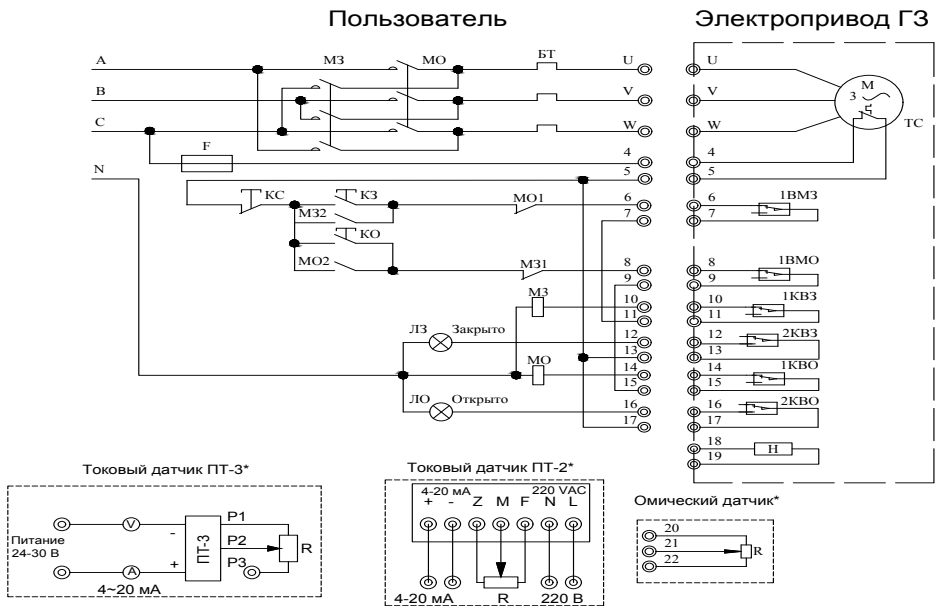 Пользователь
Электропривод ГЗ
A
МЗ
МО
БТ
U
U
B
V
V
М
3
C
W
W
ТС
F
4
4
N
5
5
КС
КЗ
МО1
6
6
1ВМЗ
МЗ2
7
7
КО
МО2
МЗ1
8
8
1ВМО
9
9
МЗ
10
10
1КВЗ
11
11
ЛЗ
Закрыто
12
12
2КВЗ
13
13
МО
14
14
1КВО
15
15
ЛО
Открыто
16
16
2КВО
17
17
18
Н
19
Токовый датчик ПТ-3*
Питание
24-30 В
V
-
P1
ПТ-3
P2
R
A
+
P3
4~20 мА
Токовый датчик ПТ-2*
4-20 мА
220 VAC
+ - Z M F N L
4-20 мА
R
220 В
Омический датчик*
20
21
22
R